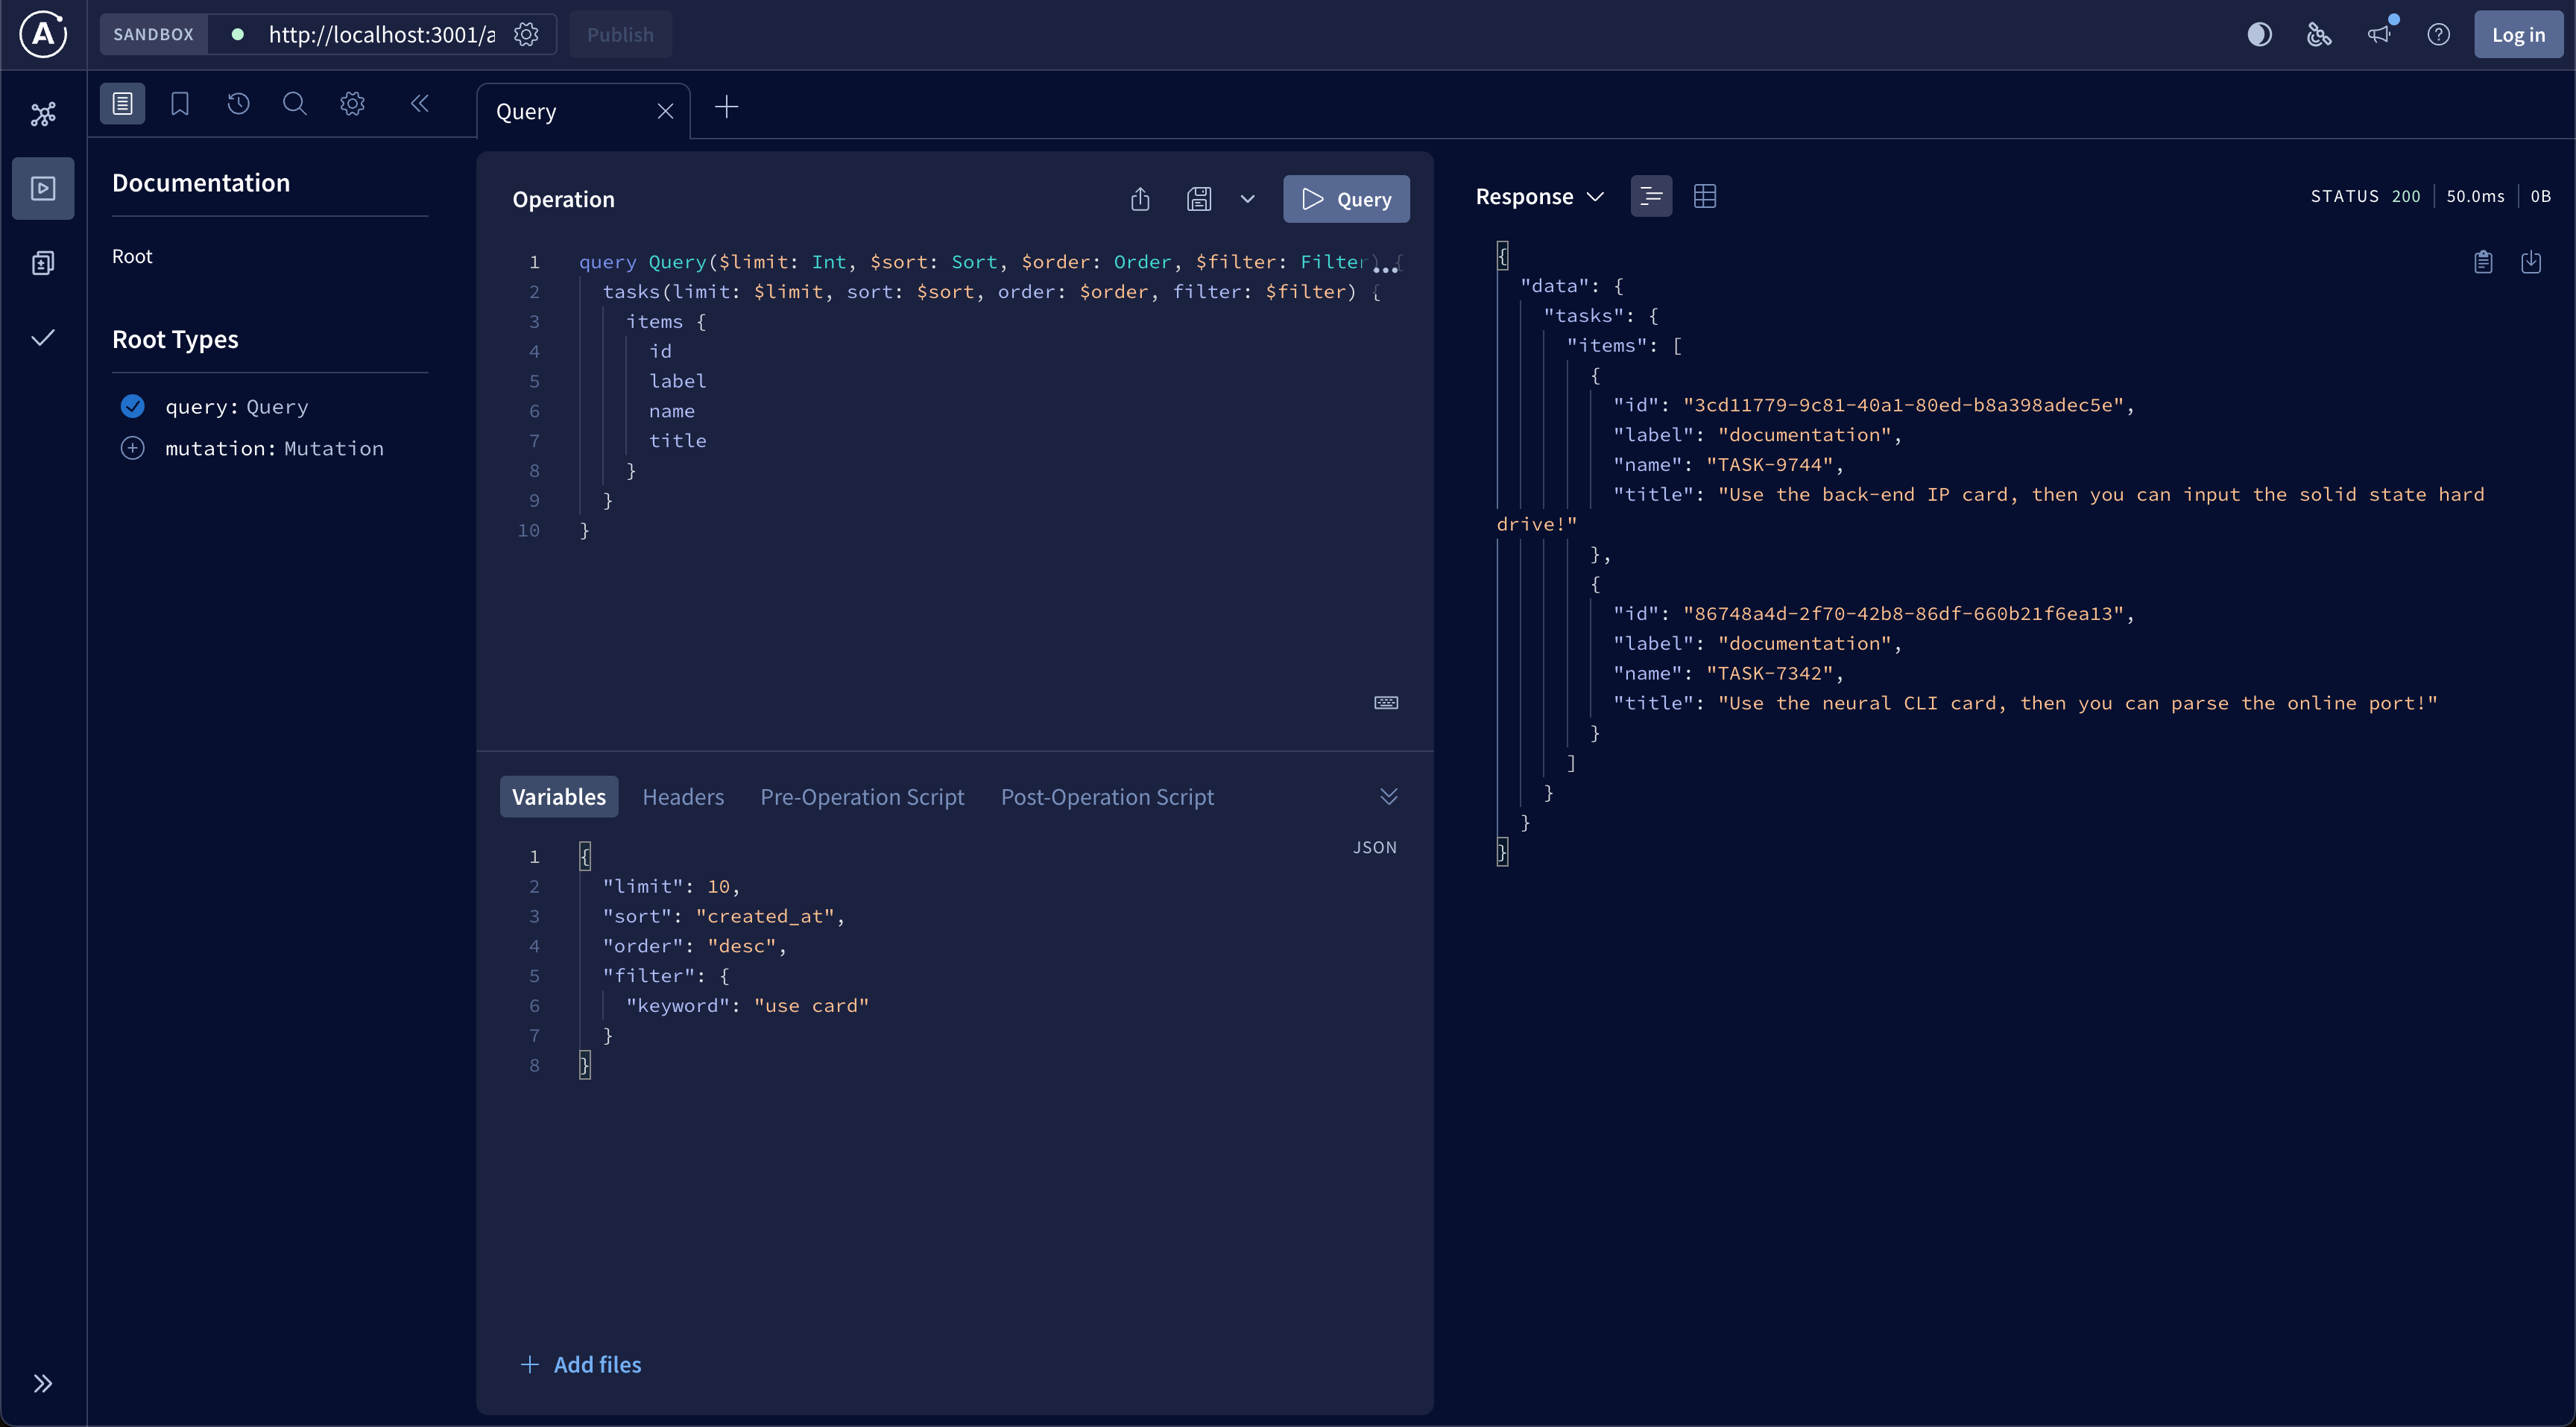 SANDBOX
http://localhost:3001/a
Publish
Log in
Query
Documentation
Root
Root Types
query: Query
mutation: Mutation
Operation
Query
1 query Query($limit: Int, $sort: Sort, $order: Order, $filter: Filter) {
2 tasks(limit: $limit, sort: $sort, order: $order, filter: $filter) {
3 items {
4 id
5 label
6 name
7 title
8 }
9 }
10 }
Variables
Headers
Pre-Operation Script
Post-Operation Script
JSON
1 {
2 "limit": 10,
3 "sort": "created_at",
4 "order": "desc",
5 "filter": {
6 "keyword": "use card"
7 }
8 }
+ Add files
Response
STATUS 200
50.0ms
0B
{
"data": {
"tasks": {
"items": [
{
"id": "3cd11779-9c81-40a1-80ed-b8a398adec5e",
"label": "documentation",
"name": "TASK-9744",
"title": "Use the back-end IP card, then you can input the solid state hard
drive!"
},
{
"id": "86748a4d-2f70-42b8-86df-660b21f6ea13",
"label": "documentation",
"name": "TASK-7342",
"title": "Use the neural CLI card, then you can parse the online port!"
}
]
}
}
}